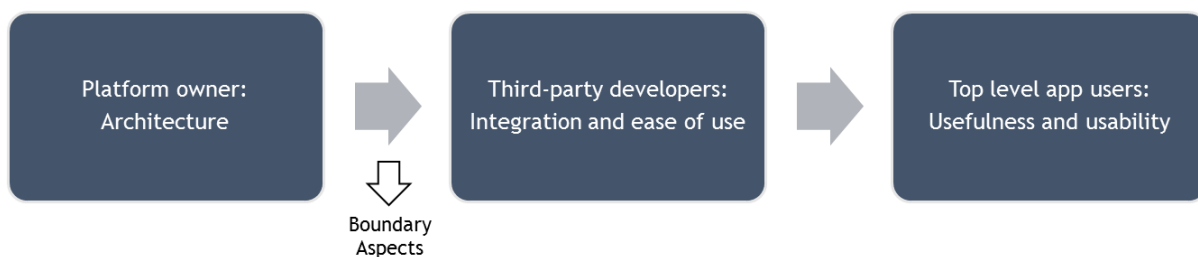 Platform owner:
Architecture
Third-party developers:
Integration and ease of use
Top level app users:
Usefulness and usability
Boundary
Aspects